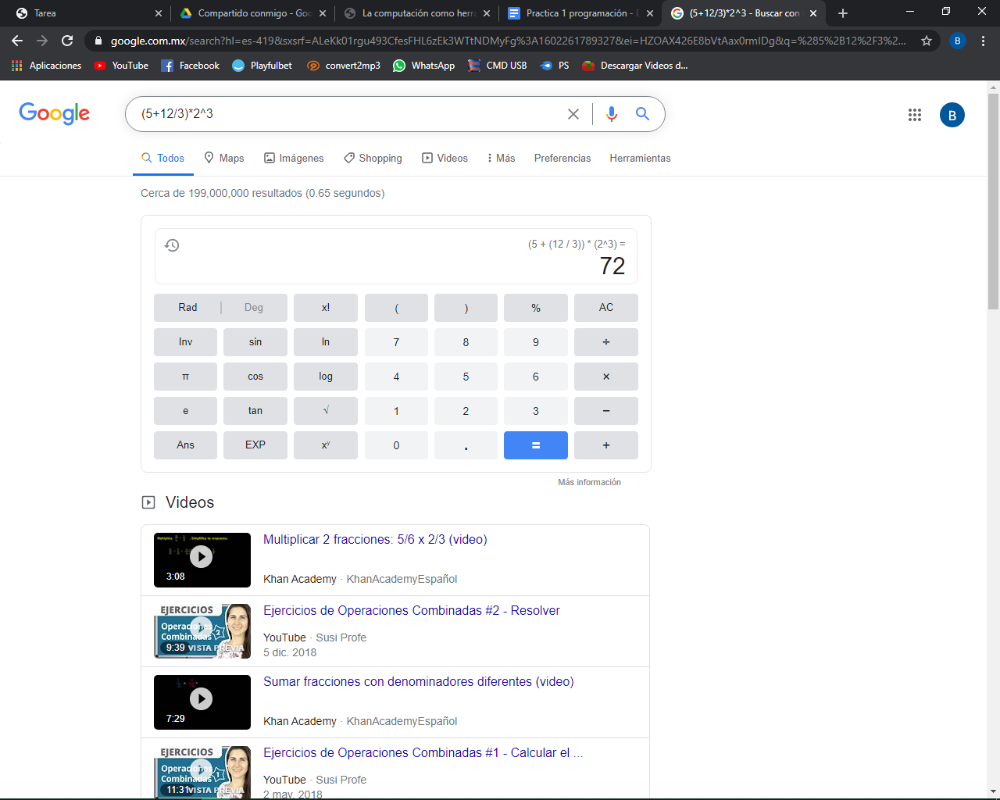 Tarea
Compartido conmigo - Goo
La computación como herra
Practica 1 programación - D
(5+12/3)*2^3 - Buscar con
google.com.mx/search?hl=es-419&sxsrf=ALeKk01rgu493CfesFHL6zEk3WTtNDMyFg%3A1602261789327&ei=HZOAX426E8bVtAax0rmIDg&q=%285%2B12%2F3%2...
B
Aplicaciones
YouTube
Facebook
Playfulbet
convert2mp3
WhatsApp
CMD USB
PS
Descargar Videos d...
Google
(5+12/3)*2^3
B
Todos
Maps
Imágenes
Shopping
Videos
Más
Preferencias
Herramientas
Cerca de 199,000,000 resultados (0.65 segundos)
(5 + (12 / 3)) * (2^3) =
72
Rad Deg x! ( ) % AC
Inv sin ln 7 8 9 ÷
π cos log 4 5 6 ×
e tan √ 1 2 3 −
Ans EXP xʸ 0 . = +
Más información
Videos
Multiplicar 2 fracciones: 5/6 x 2/3 (video)
3:08
Khan Academy · KhanAcademyEspañol
EJERCICIOS
Operaciones
Combinadas 2
9:39 VISTA PREVIA
Ejercicios de Operaciones Combinadas #2 - Resolver
YouTube · Susi Profe
5 dic. 2018
7:29
Sumar fracciones con denominadores diferentes (video)
Khan Academy · KhanAcademyEspañol
EJERCICIOS
Operaciones
Combinadas 1
11:31 VISTA PREVIA
Ejercicios de Operaciones Combinadas #1 - Calcular el ...
YouTube · Susi Profe
2 may. 2018